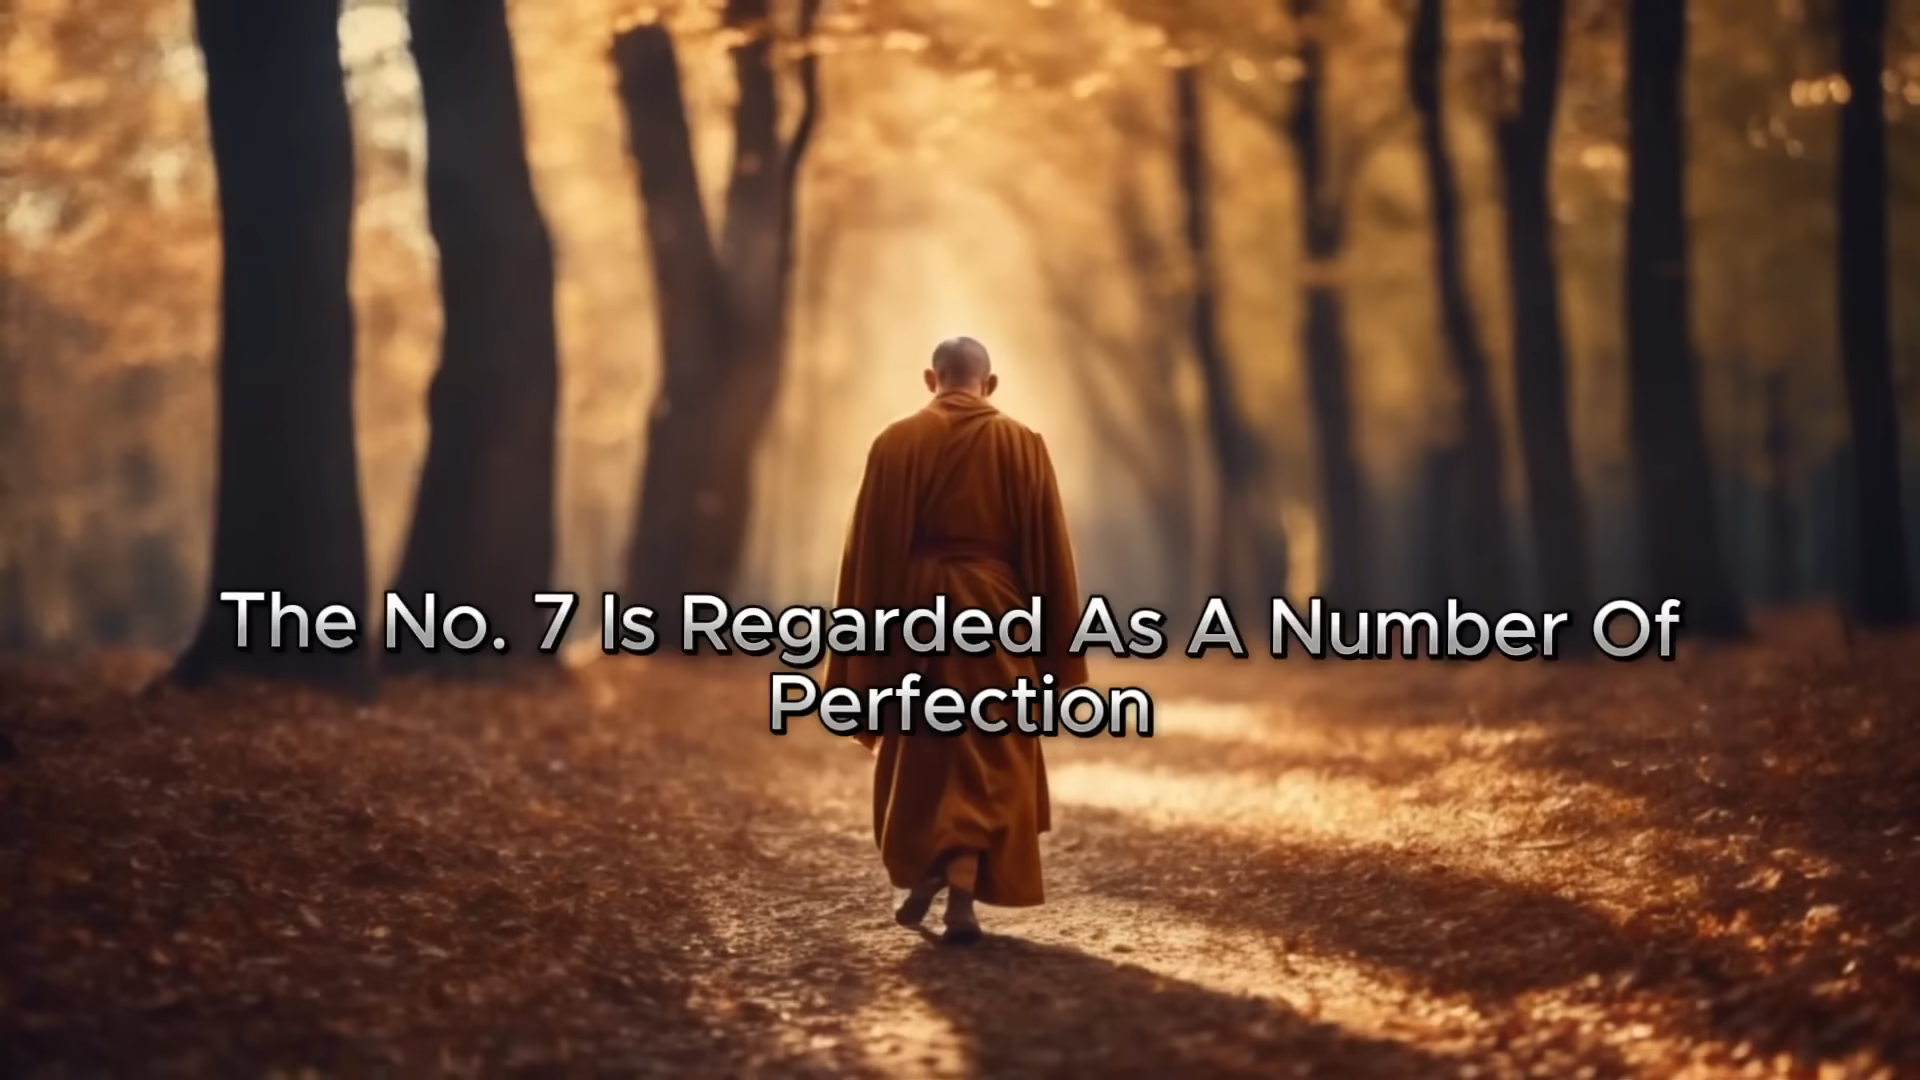 The No. 7 Is Regarded As A Number Of
Perfection